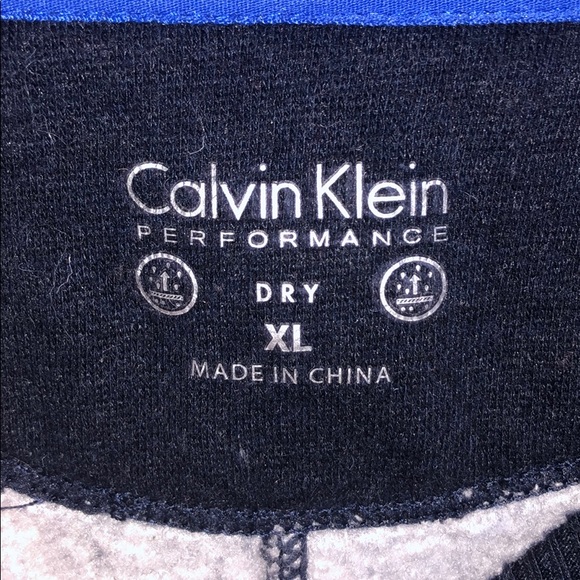 Calvin Klein
PERFORMANCE
DRY
XL
MADE IN CHINA